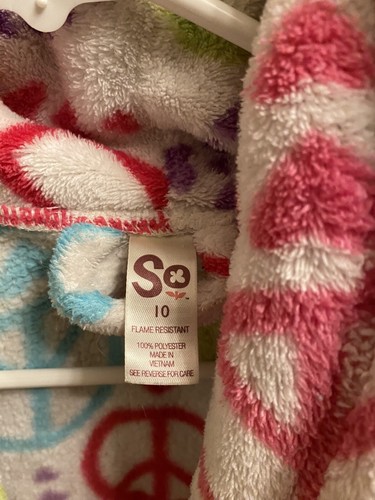 So
10
FLAME RESISTANT
100% POLYESTER
MADE IN
VIETNAM
SEE REVERSE FOR CARE